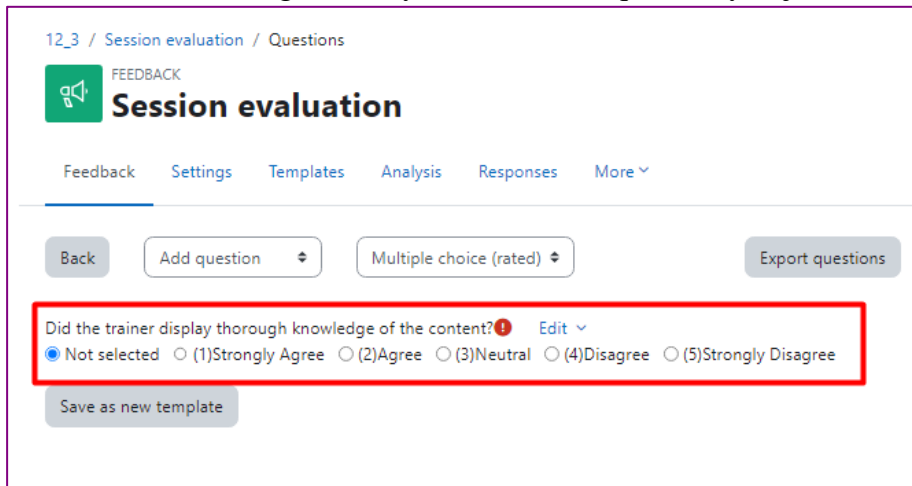 12_3 / Session evaluation / Questions
FEEDBACK
Session evaluation
Feedback Settings Templates Analysis Responses More
Back Add question Multiple choice (rated) Export questions
Did the trainer display thorough knowledge of the content? Edit
Not selected (1)Strongly Agree (2)Agree (3)Neutral (4)Disagree (5)Strongly Disagree
Save as new template